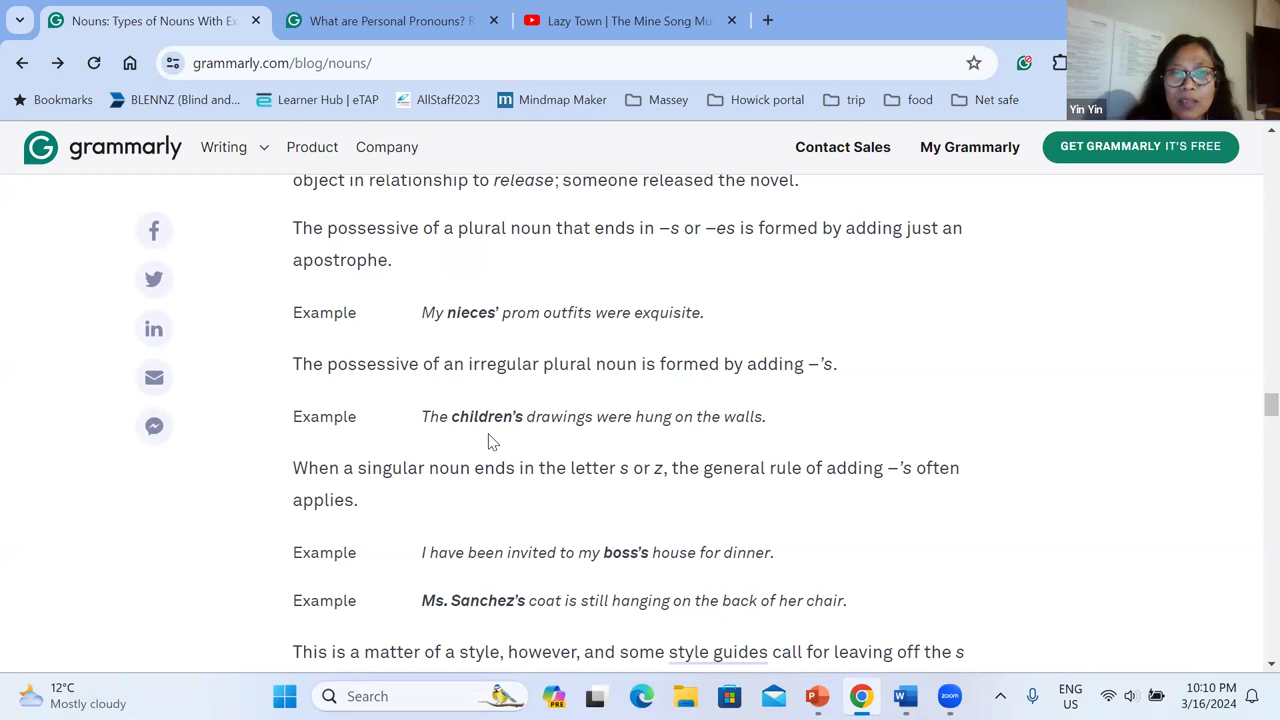 Nouns: Types of Nouns With Ex
What are Personal Pronouns? R
Lazy Town | The Mine Song Mu
grammarly.com/blog/nouns/
Bookmarks
BLENNZ (Blind and...
Learner Hub | eTAP
AllStaff2023
Mindmap Maker
Massey
Howick portal
trip
food
Net safe
Yin Yin
grammarly
Writing
Product
Company
Contact Sales
My Grammarly
GET GRAMMARLY IT'S FREE
object in relationship to release; someone released the novel.
The possessive of a plural noun that ends in –s or –es is formed by adding just an
apostrophe.
Example My nieces’ prom outfits were exquisite.
The possessive of an irregular plural noun is formed by adding –’s.
Example The children’s drawings were hung on the walls.
When a singular noun ends in the letter s or z, the general rule of adding –’s often
applies.
Example I have been invited to my boss’s house for dinner.
Example Ms. Sanchez’s coat is still hanging on the back of her chair.
This is a matter of a style, however, and some style guides call for leaving off the s
12°C
Mostly cloudy
Search
PRE
zoom
ENG
US
10:10 PM
3/16/2024